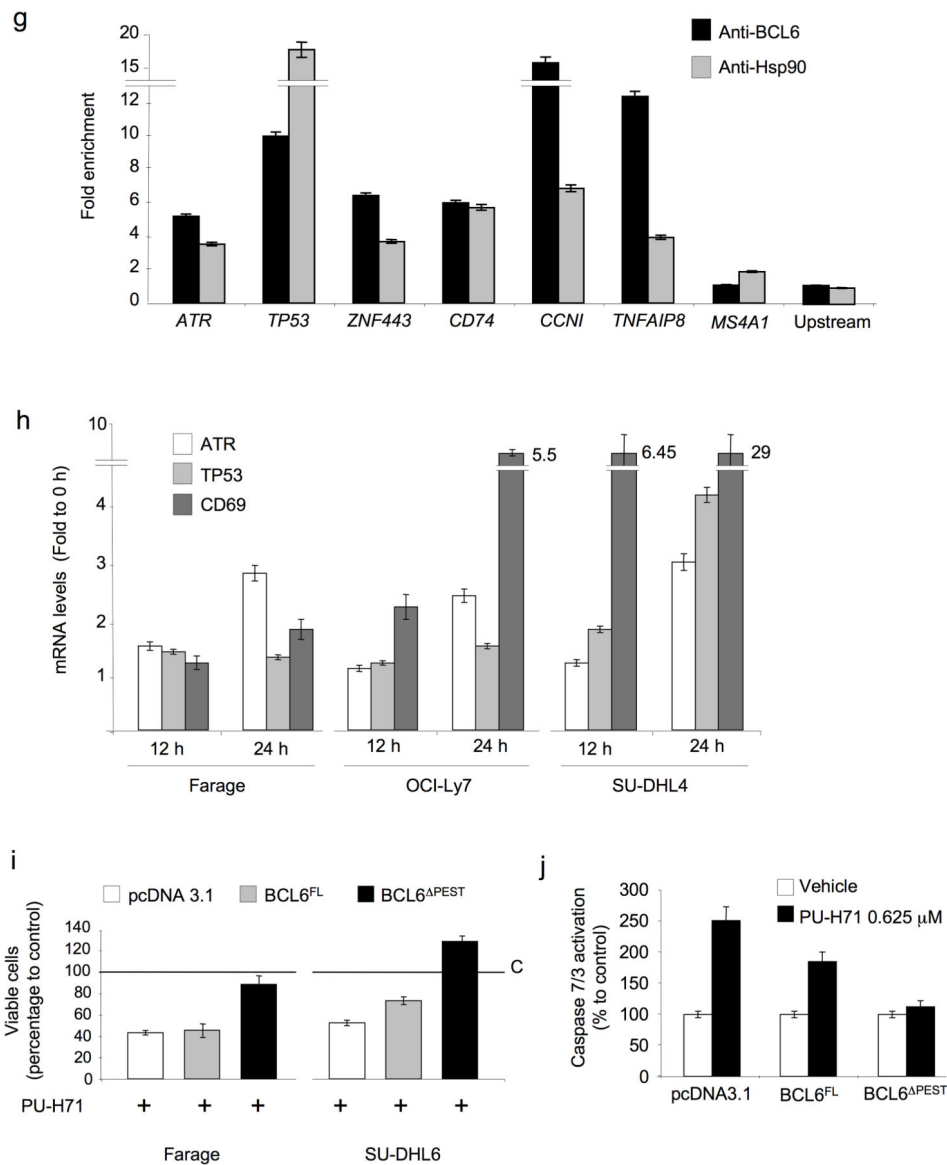 g
20
15
12
10
8
6
4
2
0
Fold enrichment
Anti-BCL6
Anti-Hsp90
ATR TP53 ZNF443 CD74 CCNI TNFAIP8 MS4A1 Upstream
h
10
4
3
2
1
mRNA levels (Fold to 0 h)
ATR
TP53
CD69
5.5 6.45 29
12 h 24 h 12 h 24 h 12 h 24 h
Farage OCI-Ly7 SU-DHL4
i
pcDNA 3.1 BCL6FL BCL6ΔPEST
140
120
100
80
60
40
20
0
Viable cells
(percentage to control)
C
PU-H71 + + + + + +
Farage SU-DHL6
j
Vehicle
PU-H71 0.625 μM
300
250
200
150
100
50
0
Caspase 7/3 activation
(% to control)
pcDNA3.1 BCL6FL BCL6ΔPEST